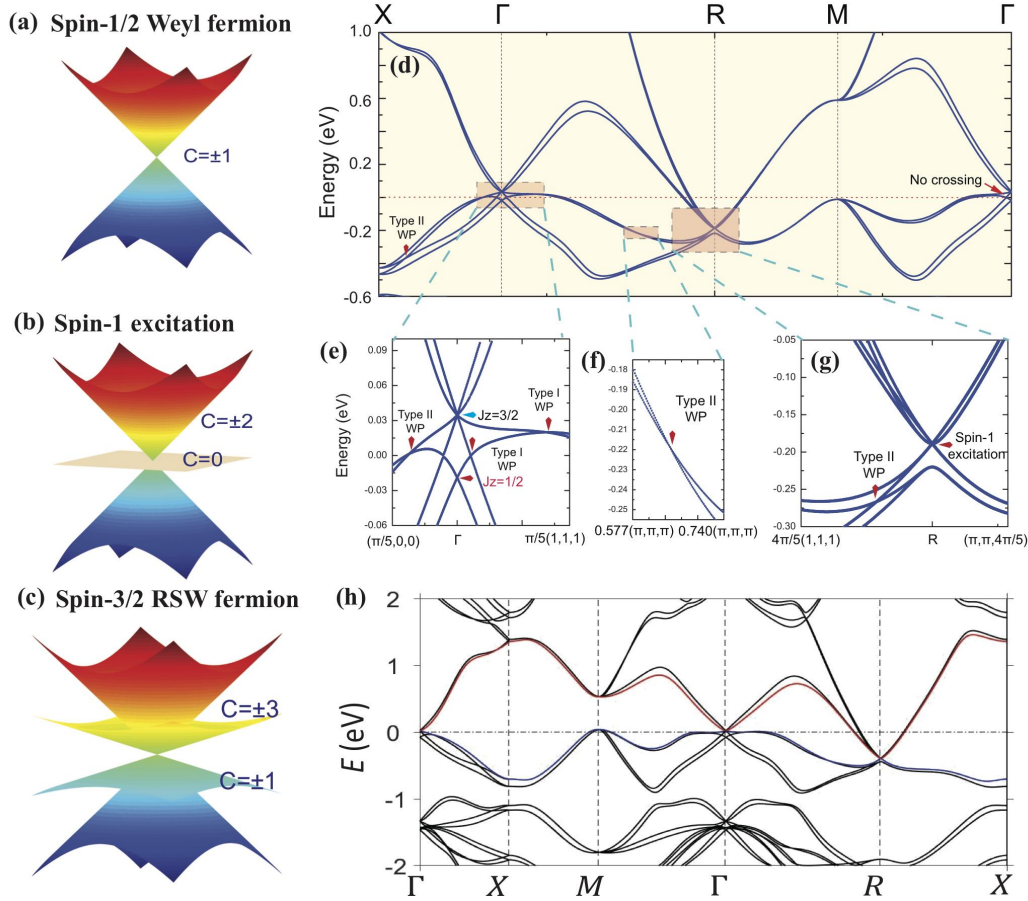 (a) Spin-1/2 Weyl fermion
C=±1
(b) Spin-1 excitation
C=±2
C=0
(c) Spin-3/2 RSW fermion
C=±3
C=±1
X Γ R M Γ
(d)
Energy (eV)
1.0
0.6
0.2
-0.2
-0.6
Type II
WP
No crossing
(e)
Energy (eV)
0.09
0.06
0.03
0.00
-0.03
-0.06
Type II
WP
Jz=3/2
Type I
WP
Type I
WP
Jz=1/2
(π/5,0,0) Γ π/5(1,1,1)
(f)
-0.18
-0.19
-0.20
-0.21
-0.22
-0.23
-0.24
-0.25
Type II
WP
0.577(π,π,π) 0.740(π,π,π)
(g)
-0.05
-0.10
-0.15
-0.20
-0.25
-0.30
Type II
WP
Spin-1
excitation
4π/5(1,1,1) R (π,π,4π/5)
(h)
E (eV)
2
1
0
-1
-2
Γ X M Γ R X